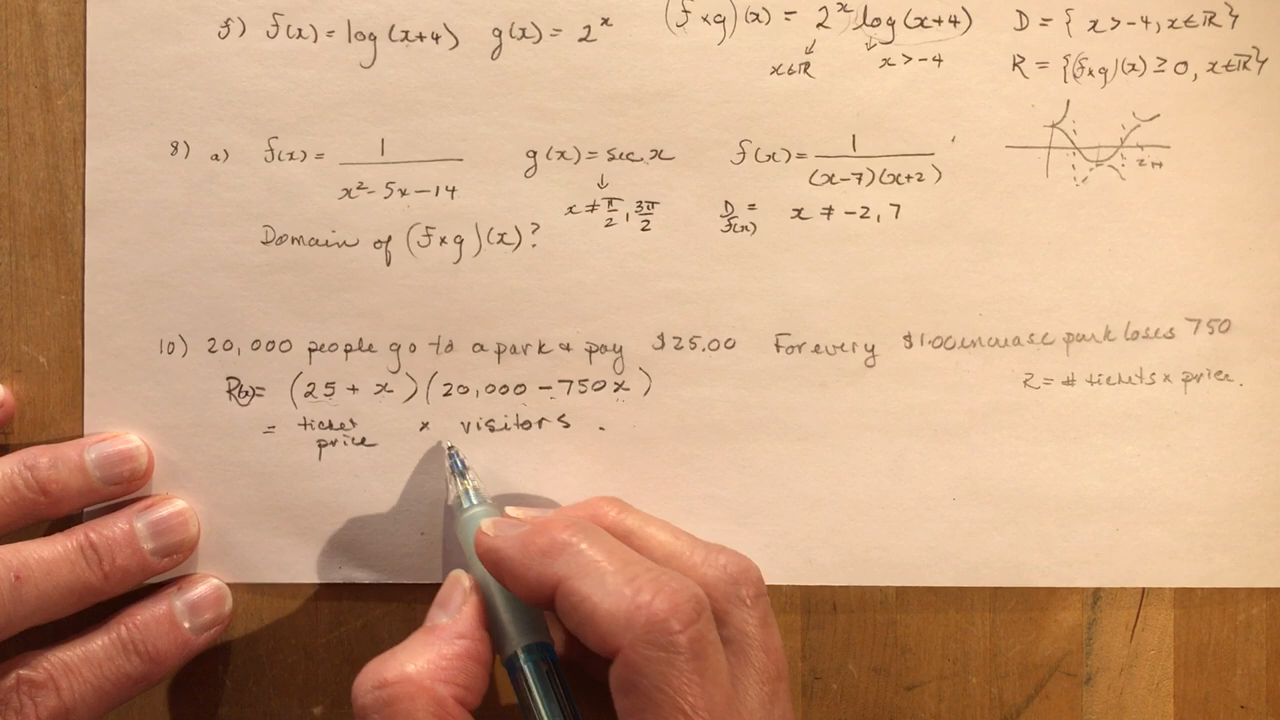 f) f(x) = log (x+4) g(x) = 2^x (f×g)(x) = 2^x log (x+4) D = { x > -4, x∈ℝ}
x∈ℝ x > -4 R = {(f×g)(x) ≥ 0, x∈ℝ}
8) a) f(x) = 1/(x² - 5x - 14) g(x) = sec x f(x) = 1/((x-7)(x+2)) 2π
x ≠ π/2, 3π/2 D f(x) = x ≠ -2, 7
Domain of (f×g)(x)?
10) 20,000 people go to a park & pay $25.00 For every $1.00 increase park loses 750
R(x) = (25 + x)(20,000 - 750x) R = # tickets × price.
= ticket price × visitors .